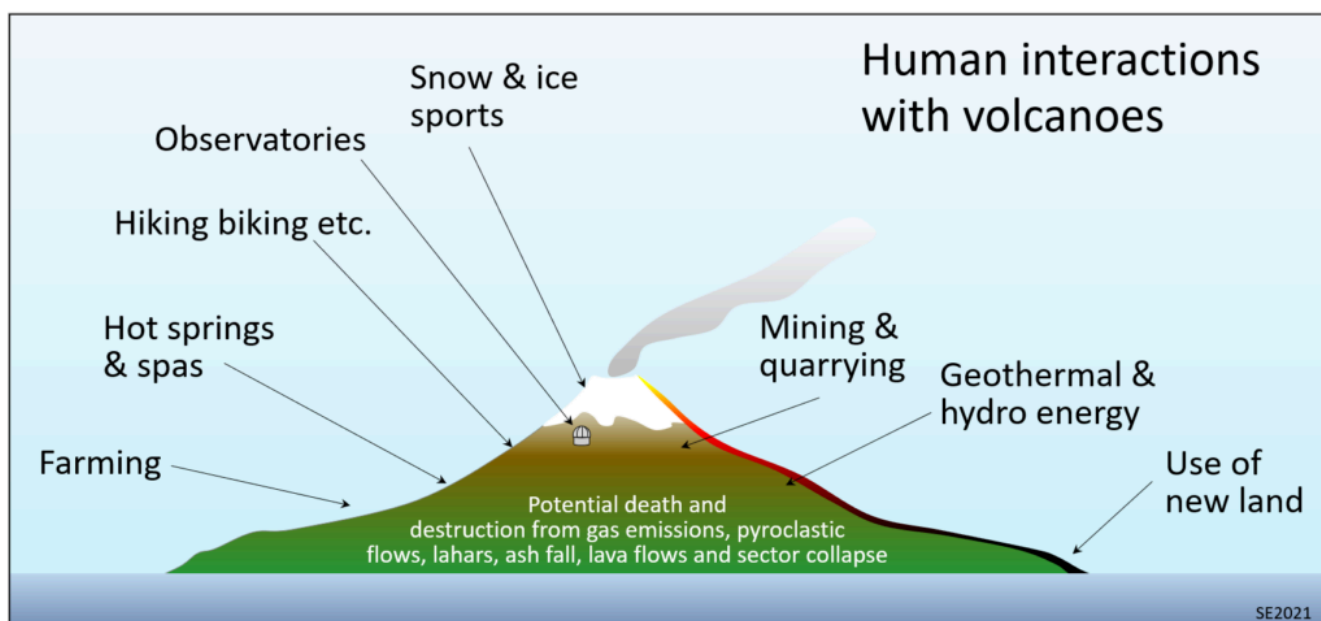 Human interactions
with volcanoes
Snow & ice
sports
Observatories
Hiking biking etc.
Hot springs
& spas
Farming
Mining &
quarrying
Geothermal &
hydro energy
Use of
new land
Potential death and
destruction from gas emissions, pyroclastic
flows, lahars, ash fall, lava flows and sector collapse
SE2021